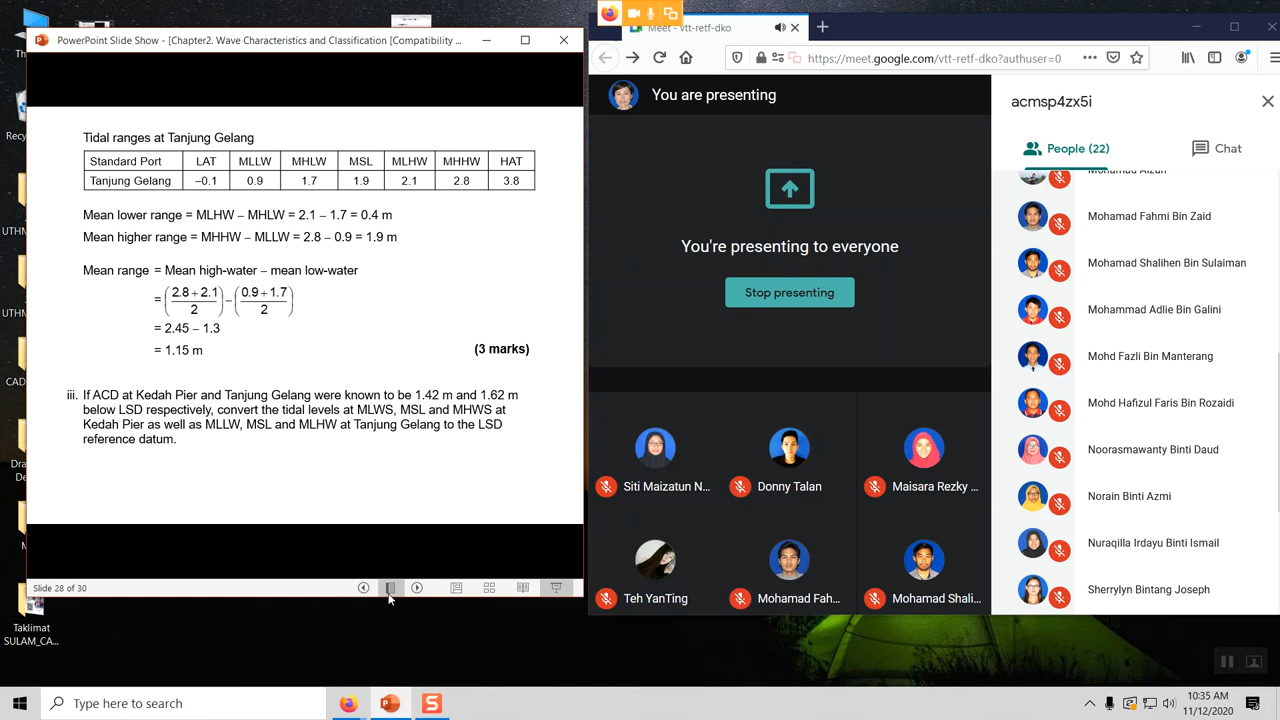 PowerPoint Slide Show - [Chapter2. Wave Characteristics and Classification [Compatibility ...
Tidal ranges at Tanjung Gelang
Standard Port LAT MLLW MHLW MSL MLHW MHHW HAT
Tanjung Gelang –0.1 0.9 1.7 1.9 2.1 2.8 3.8
Mean lower range = MLHW – MHLW = 2.1 – 1.7 = 0.4 m
Mean higher range = MHHW – MLLW = 2.8 – 0.9 = 1.9 m
Mean range = Mean high-water – mean low-water
= (2.8 + 2.1 / 2) – (0.9 + 1.7 / 2)
= 2.45 – 1.3
= 1.15 m (3 marks)
iii. If ACD at Kedah Pier and Tanjung Gelang were known to be 1.42 m and 1.62 m
below LSD respectively, convert the tidal levels at MLWS, MSL and MHWS at
Kedah Pier as well as MLLW, MSL and MLHW at Tanjung Gelang to the LSD
reference datum.
Slide 28 of 30
Taklimat
SULAM_CA...
Meet - vtt-retf-dko
https://meet.google.com/vtt-retf-dko?authuser=0
You are presenting
You're presenting to everyone
Stop presenting
Siti Maizatun N...
Donny Talan
Maisara Rezky ...
Teh YanTing
Mohamad Fah...
Mohamad Shali...
acmsp4zx5i
People (22)
Chat
Mohamad Fahmi Bin Zaid
Mohamad Shalihen Bin Sulaiman
Mohammad Adlie Bin Galini
Mohd Fazli Bin Manterang
Mohd Hafizul Faris Bin Rozaidi
Noorasmawanty Binti Daud
Norain Binti Azmi
Nuraqilla Irdayu Binti Ismail
Sherrylyn Bintang Joseph
Type here to search
10:35 AM
11/12/2020